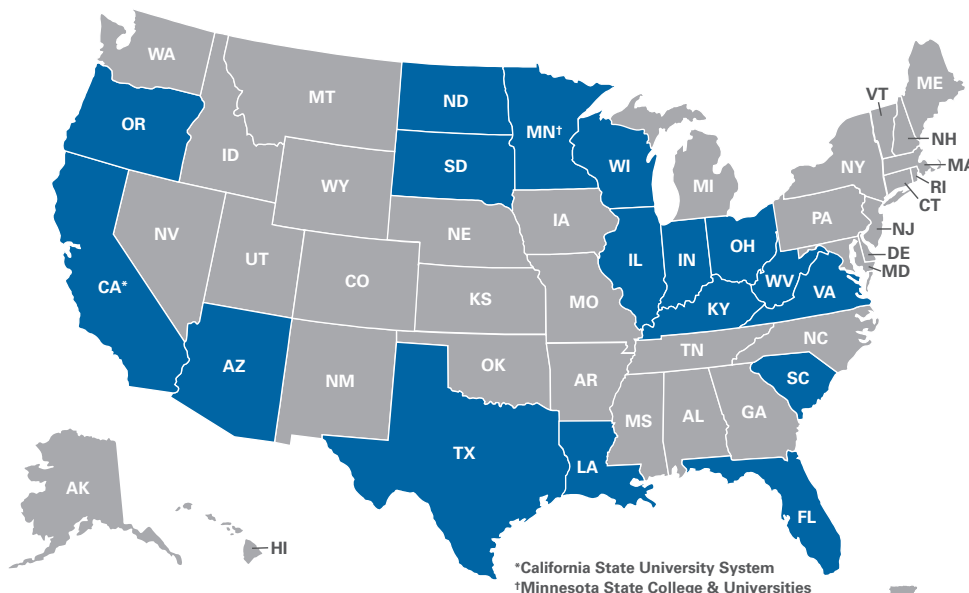 WA
MT
ND
MN†
ME
VT
NH
OR
ID
SD
WI
MI
NY
MA
RI
CT
WY
IA
PA
NJ
NV
NE
IL
IN
OH
DE
MD
UT
CO
WV
VA
CA*
KS
MO
KY
AZ
NM
OK
TN
NC
AR
SC
MS
AL
GA
TX
LA
FL
AK
HI
*California State University System
†Minnesota State College & Universities